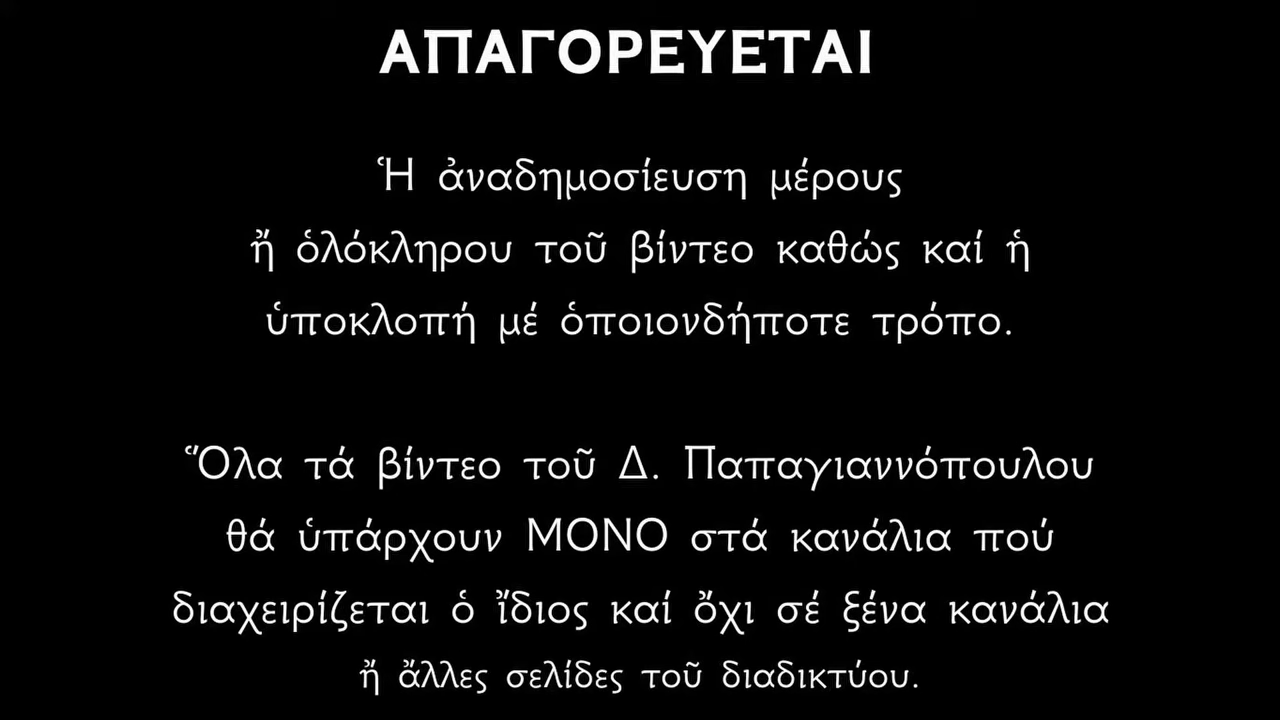 ΑΠΑΓΟΡΕΥΕΤΑΙ
Ἡ ἀναδημοσίευση μέρους
ἤ ὁλόκληρου τοῦ βίντεο καθώς καί ἡ
ὑποκλοπή μέ ὁποιονδήποτε τρόπο.
Ὅλα τά βίντεο τοῦ Δ. Παπαγιαννόπουλου
θά ὑπάρχουν ΜΟΝΟ στά κανάλια πού
διαχειρίζεται ὁ ἴδιος καί ὄχι σέ ξένα κανάλια
ἤ ἄλλες σελίδες τοῦ διαδικτύου.